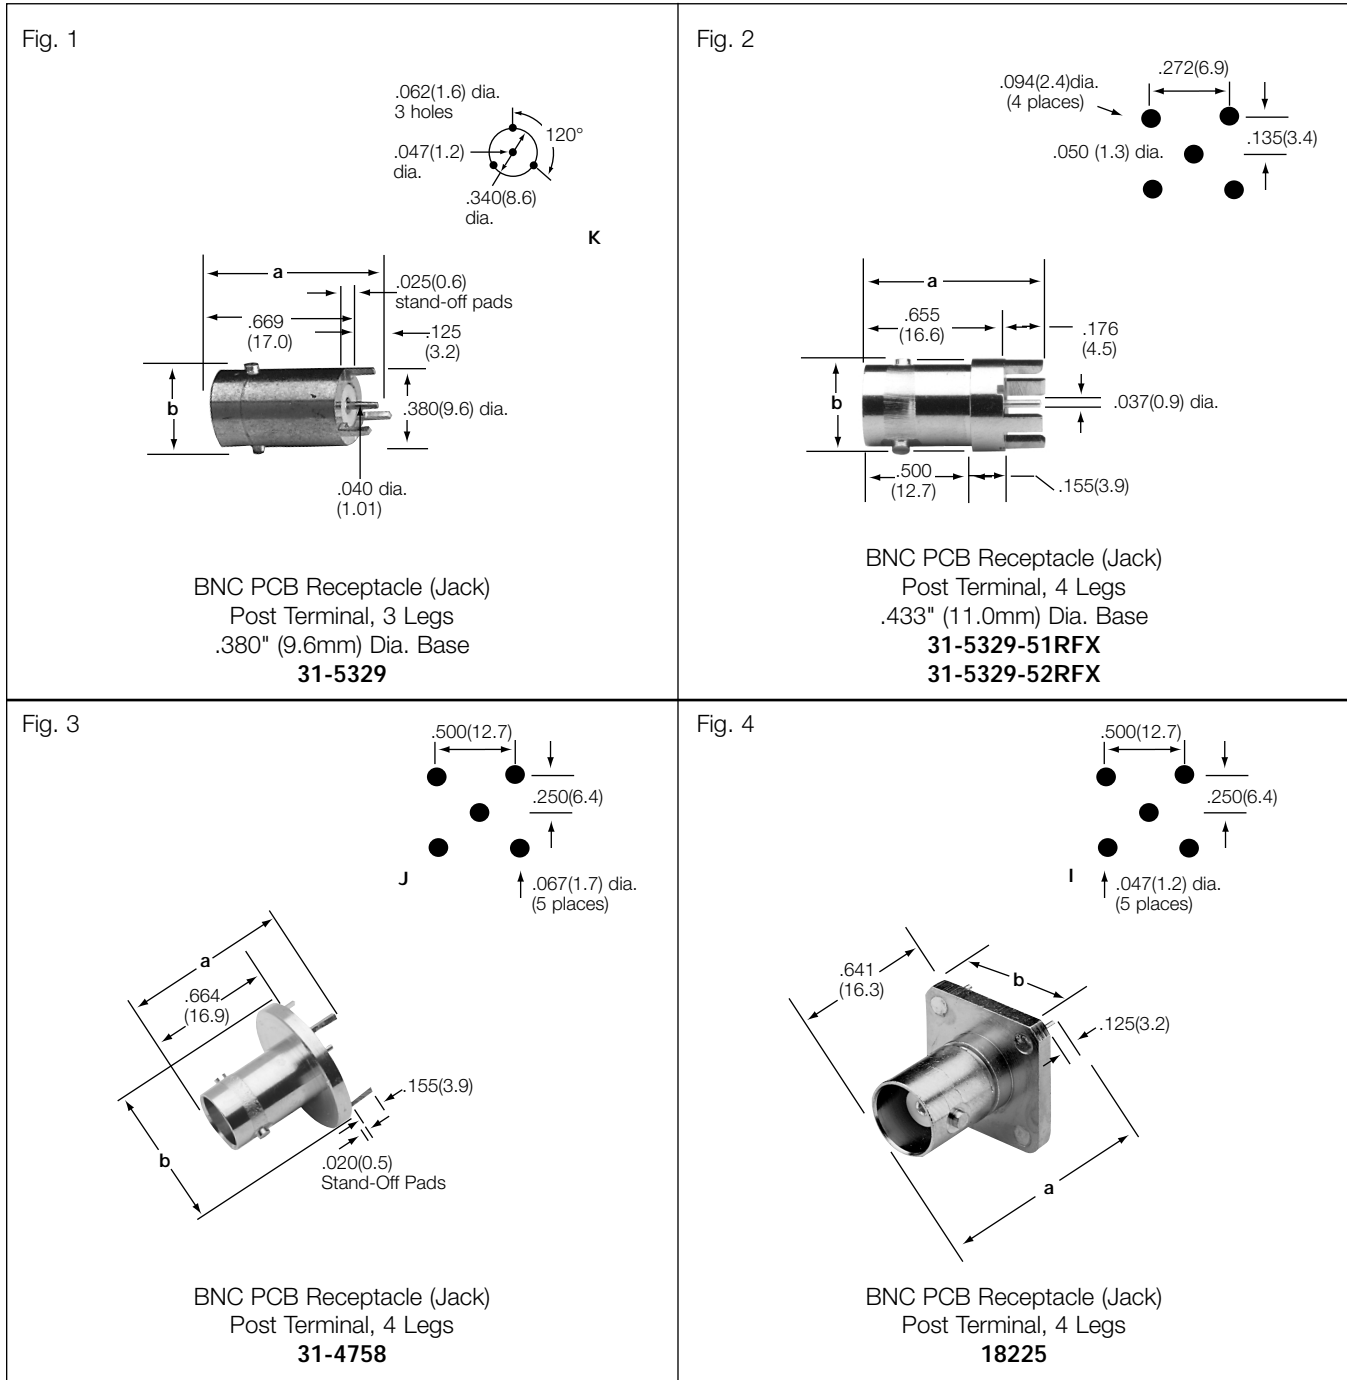 Fig. 1
.062(1.6) dia.
3 holes
120°
.047(1.2)
dia.
.340(8.6)
dia.
K
a
.025(0.6)
stand-off pads
.669
(17.0)
.125
(3.2)
b
.380(9.6) dia.
.040 dia.
(1.01)
BNC PCB Receptacle (Jack)
Post Terminal, 3 Legs
.380" (9.6mm) Dia. Base
31-5329
Fig. 2
.272(6.9)
.094(2.4)dia.
(4 places)
.135(3.4)
.050 (1.3) dia.
a
.655
(16.6)
.176
(4.5)
b
.037(0.9) dia.
.500
(12.7)
.155(3.9)
BNC PCB Receptacle (Jack)
Post Terminal, 4 Legs
.433" (11.0mm) Dia. Base
31-5329-51RFX
31-5329-52RFX
Fig. 3
.500(12.7)
.250(6.4)
J
.067(1.7) dia.
(5 places)
a
.664
(16.9)
.155(3.9)
b
.020(0.5)
Stand-Off Pads
BNC PCB Receptacle (Jack)
Post Terminal, 4 Legs
31-4758
Fig. 4
.500(12.7)
.250(6.4)
I
.047(1.2) dia.
(5 places)
.641
(16.3)
b
.125(3.2)
a
BNC PCB Receptacle (Jack)
Post Terminal, 4 Legs
18225